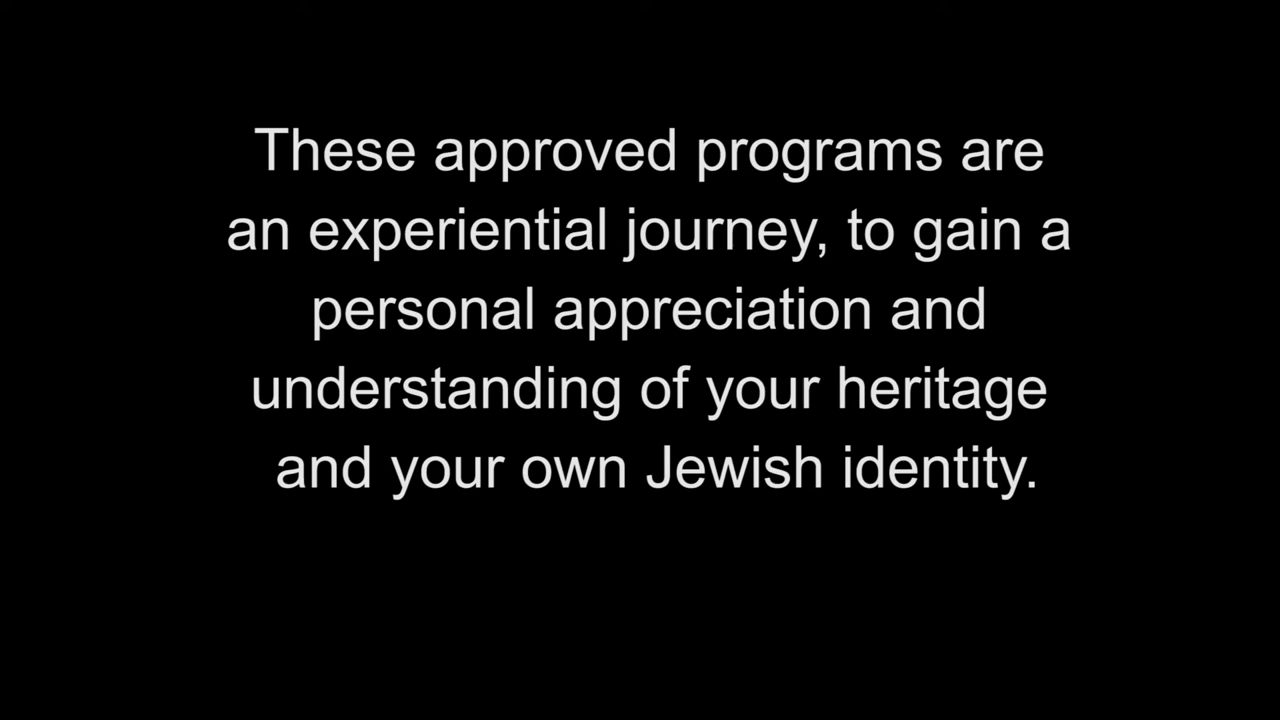 These approved programs are
an experiential journey, to gain a
personal appreciation and
understanding of your heritage
and your own Jewish identity.